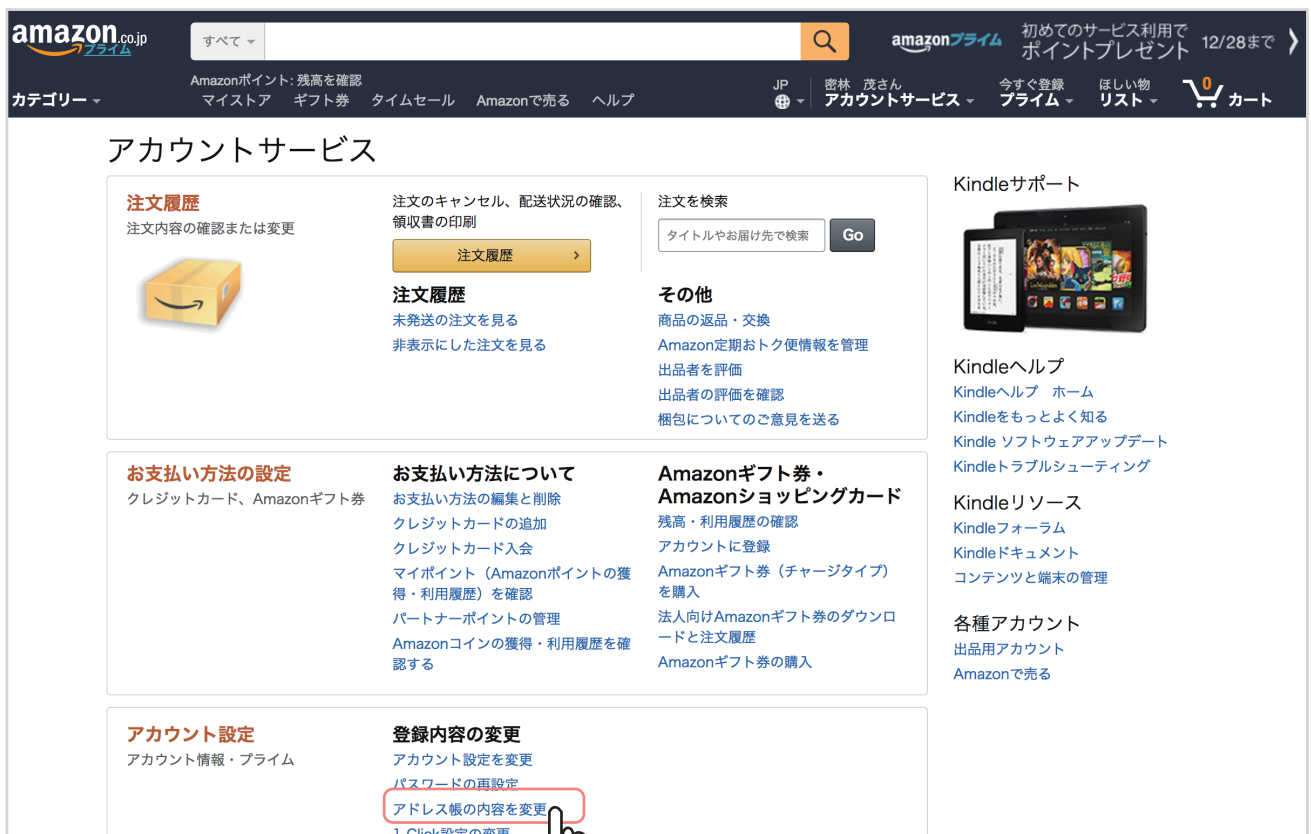 amazon.co.jp
プライム
すべて
amazonプライム
初めてのサービス利用で
ポイントプレゼント
12/28まで
Amazonポイント: 残高を確認
カテゴリー
マイストア ギフト券 タイムセール Amazonで売る ヘルプ
JP
密林 茂さん
アカウントサービス
今すぐ登録
プライム
ほしい物
リスト
0
カート
アカウントサービス
注文履歴
注文内容の確認または変更
注文のキャンセル、配送状況の確認、
領収書の印刷
注文履歴
注文を検索
タイトルやお届け先で検索
Go
注文履歴
未発送の注文を見る
非表示にした注文を見る
その他
商品の返品・交換
Amazon定期おトク便情報を管理
出品者を評価
出品者の評価を確認
梱包についてのご意見を送る
お支払い方法の設定
クレジットカード、Amazonギフト券
お支払い方法について
お支払い方法の編集と削除
クレジットカードの追加
クレジットカード入会
マイポイント（Amazonポイントの獲
得・利用履歴）を確認
パートナーポイントの管理
Amazonコインの獲得・利用履歴を確
認する
Amazonギフト券・
Amazonショッピングカード
残高・利用履歴の確認
アカウントに登録
Amazonギフト券（チャージタイプ）
を購入
法人向けAmazonギフト券のダウンロ
ードと注文履歴
Amazonギフト券の購入
アカウント設定
アカウント情報・プライム
登録内容の変更
アカウント設定を変更
パスワードの再設定
アドレス帳の内容を変更
1-Click設定の変更
Kindleサポート
Kindleヘルプ
Kindleヘルプ ホーム
Kindleをもっとよく知る
Kindle ソフトウェアアップデート
Kindleトラブルシューティング
Kindleリソース
Kindleフォーラム
Kindleドキュメント
コンテンツと端末の管理
各種アカウント
出品用アカウント
Amazonで売る